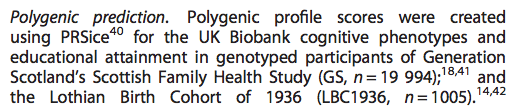 Polygenic prediction. Polygenic profile scores were created
using PRSice40 for the UK Biobank cognitive phenotypes and
educational attainment in genotyped participants of Generation
Scotland's Scottish Family Health Study (GS, n = 19 994);18,41 and
the Lothian Birth Cohort of 1936 (LBC1936, n = 1005).14,42